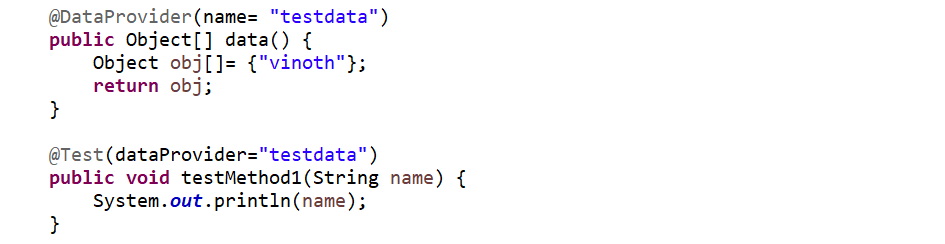 @DataProvider(name= "testdata")
public Object[] data() {
    Object obj[]= {"vinoth"};
    return obj;
}

@Test(dataProvider="testdata")
public void testMethod1(String name) {
    System.out.println(name);
}